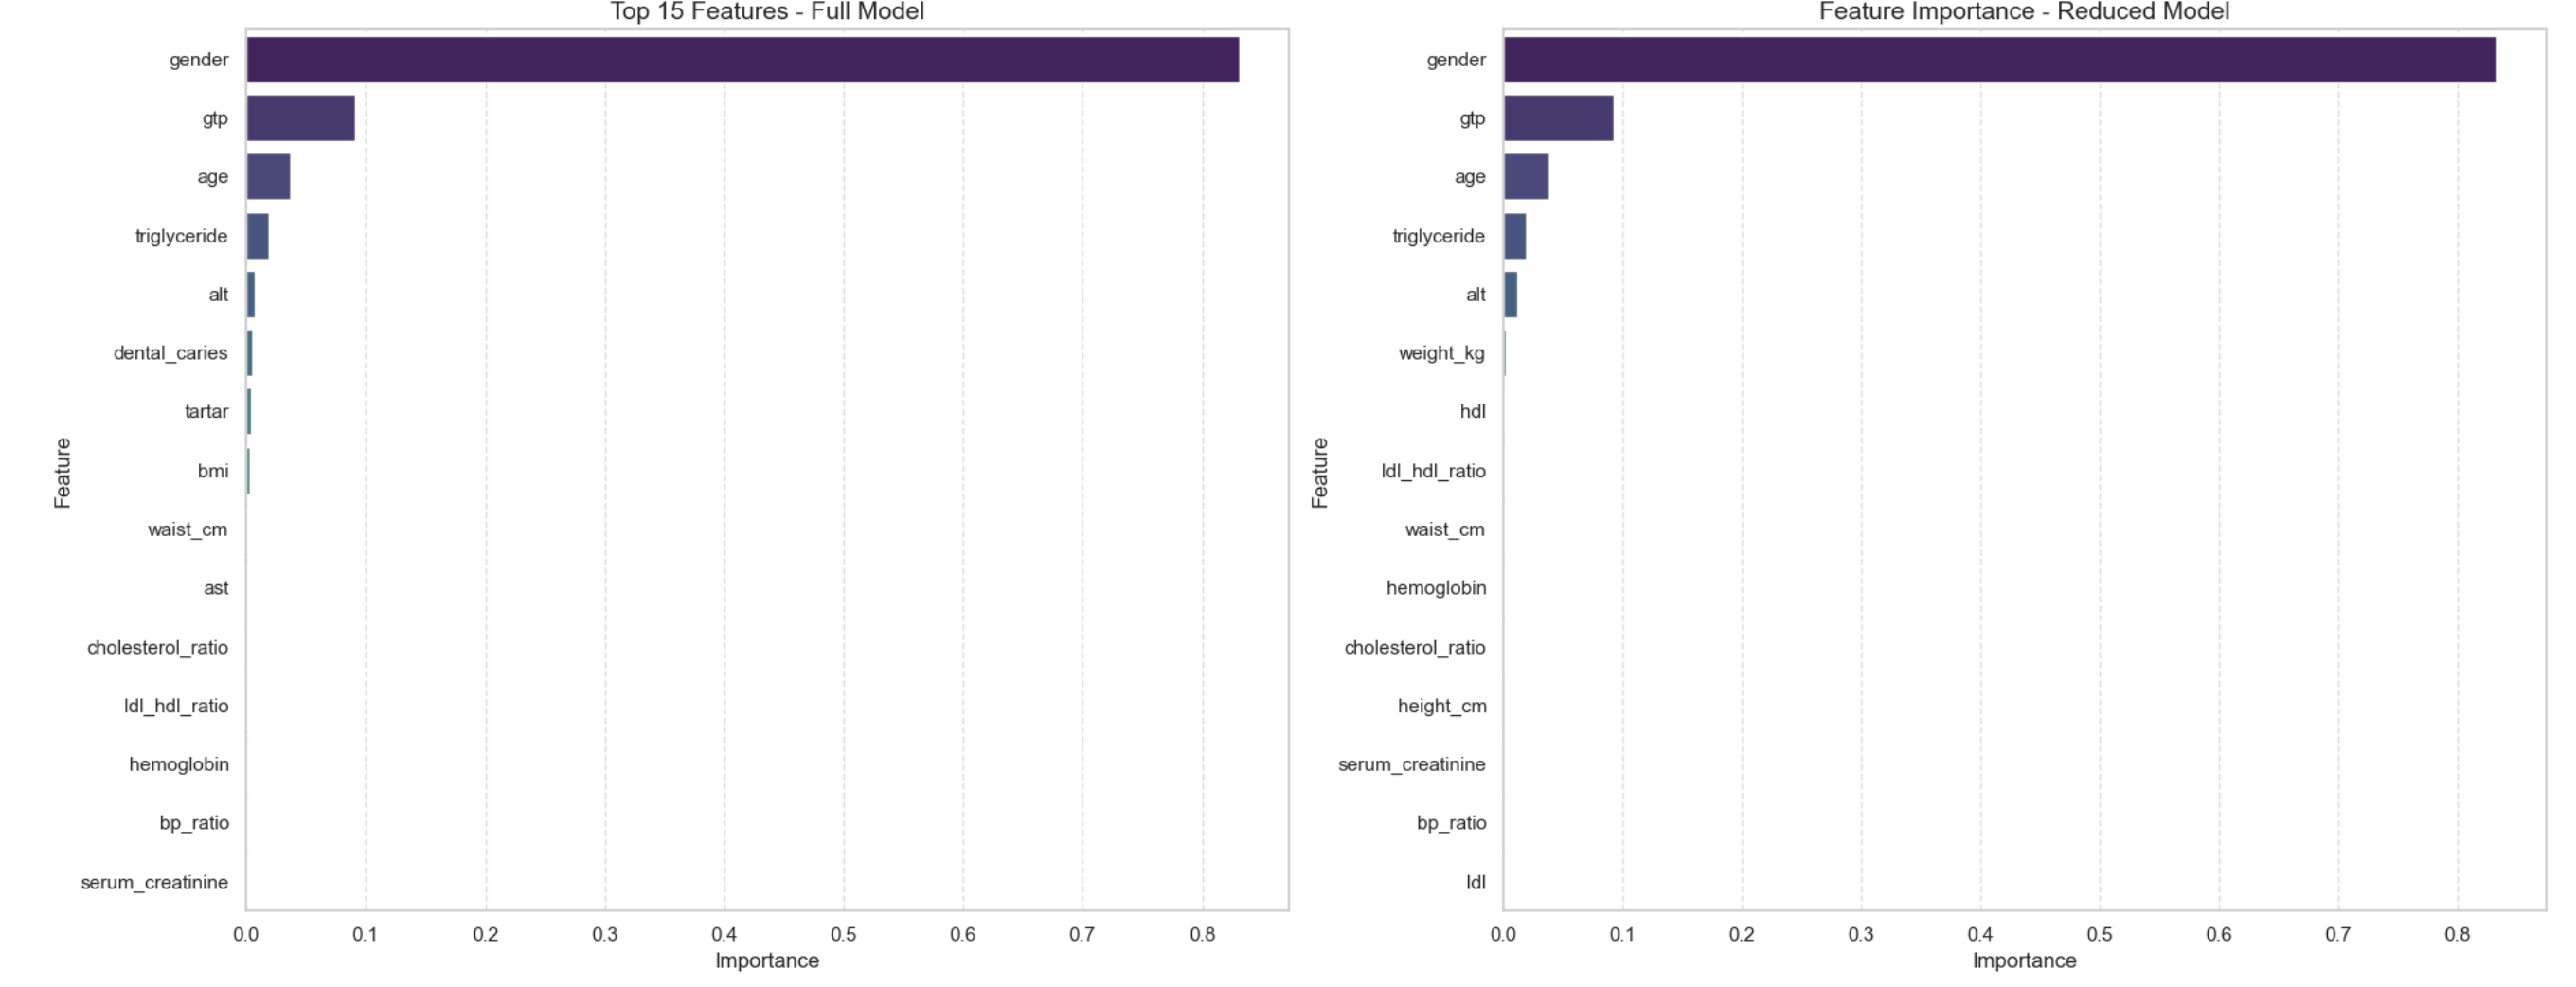 Top 15 Features - Full Model
gender
gtp
age
triglyceride
alt
dental_caries
tartar
bmi
waist_cm
ast
cholesterol_ratio
ldl_hdl_ratio
hemoglobin
bp_ratio
serum_creatinine
Feature
0.0 0.1 0.2 0.3 0.4 0.5 0.6 0.7 0.8
Importance
Feature Importance - Reduced Model
gender
gtp
age
triglyceride
alt
weight_kg
hdl
ldl_hdl_ratio
waist_cm
hemoglobin
cholesterol_ratio
height_cm
serum_creatinine
bp_ratio
ldl
Feature
0.0 0.1 0.2 0.3 0.4 0.5 0.6 0.7 0.8
Importance